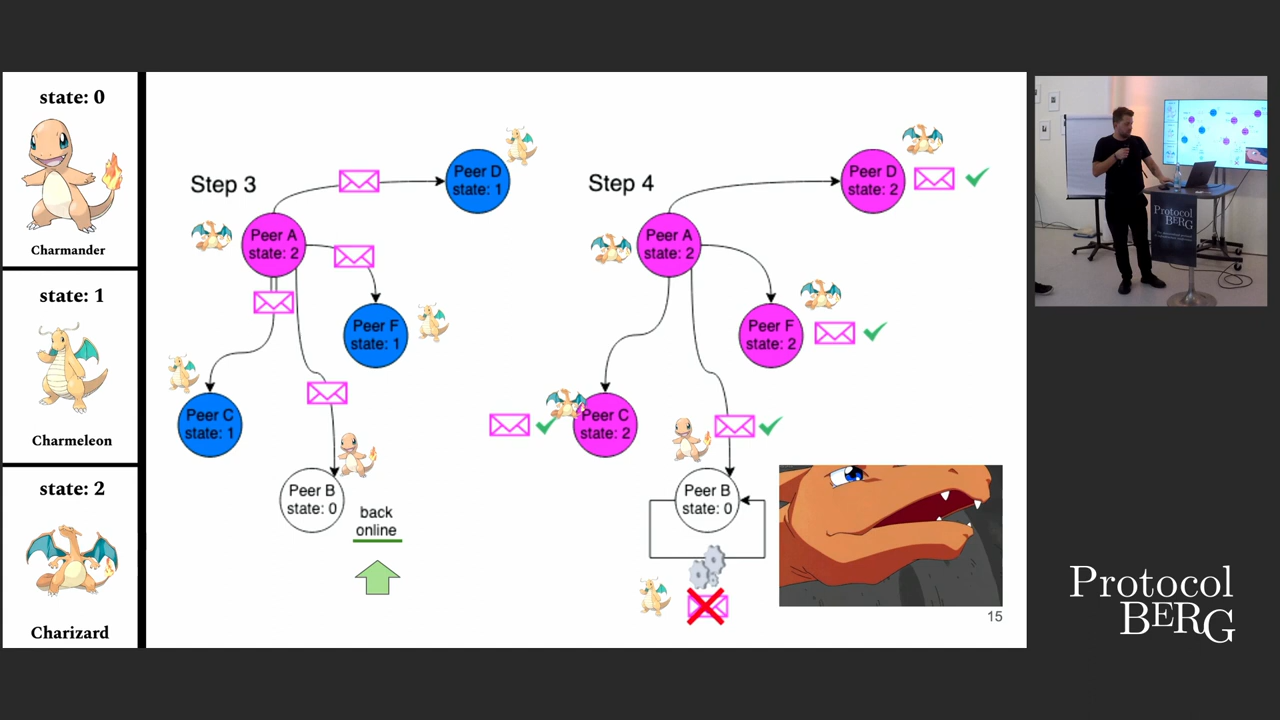 state: 0
Charmander
state: 1
Charmeleon
state: 2
Charizard
Step 3
Peer D
state: 1
Peer A
state: 2
Peer F
state: 1
Peer C
state: 1
Peer B
state: 0
back
online
Step 4
Peer D
state: 2
Peer A
state: 2
Peer F
state: 2
Peer C
state: 2
Peer B
state: 0
15
Protocol
BERG
Protocol
BERG